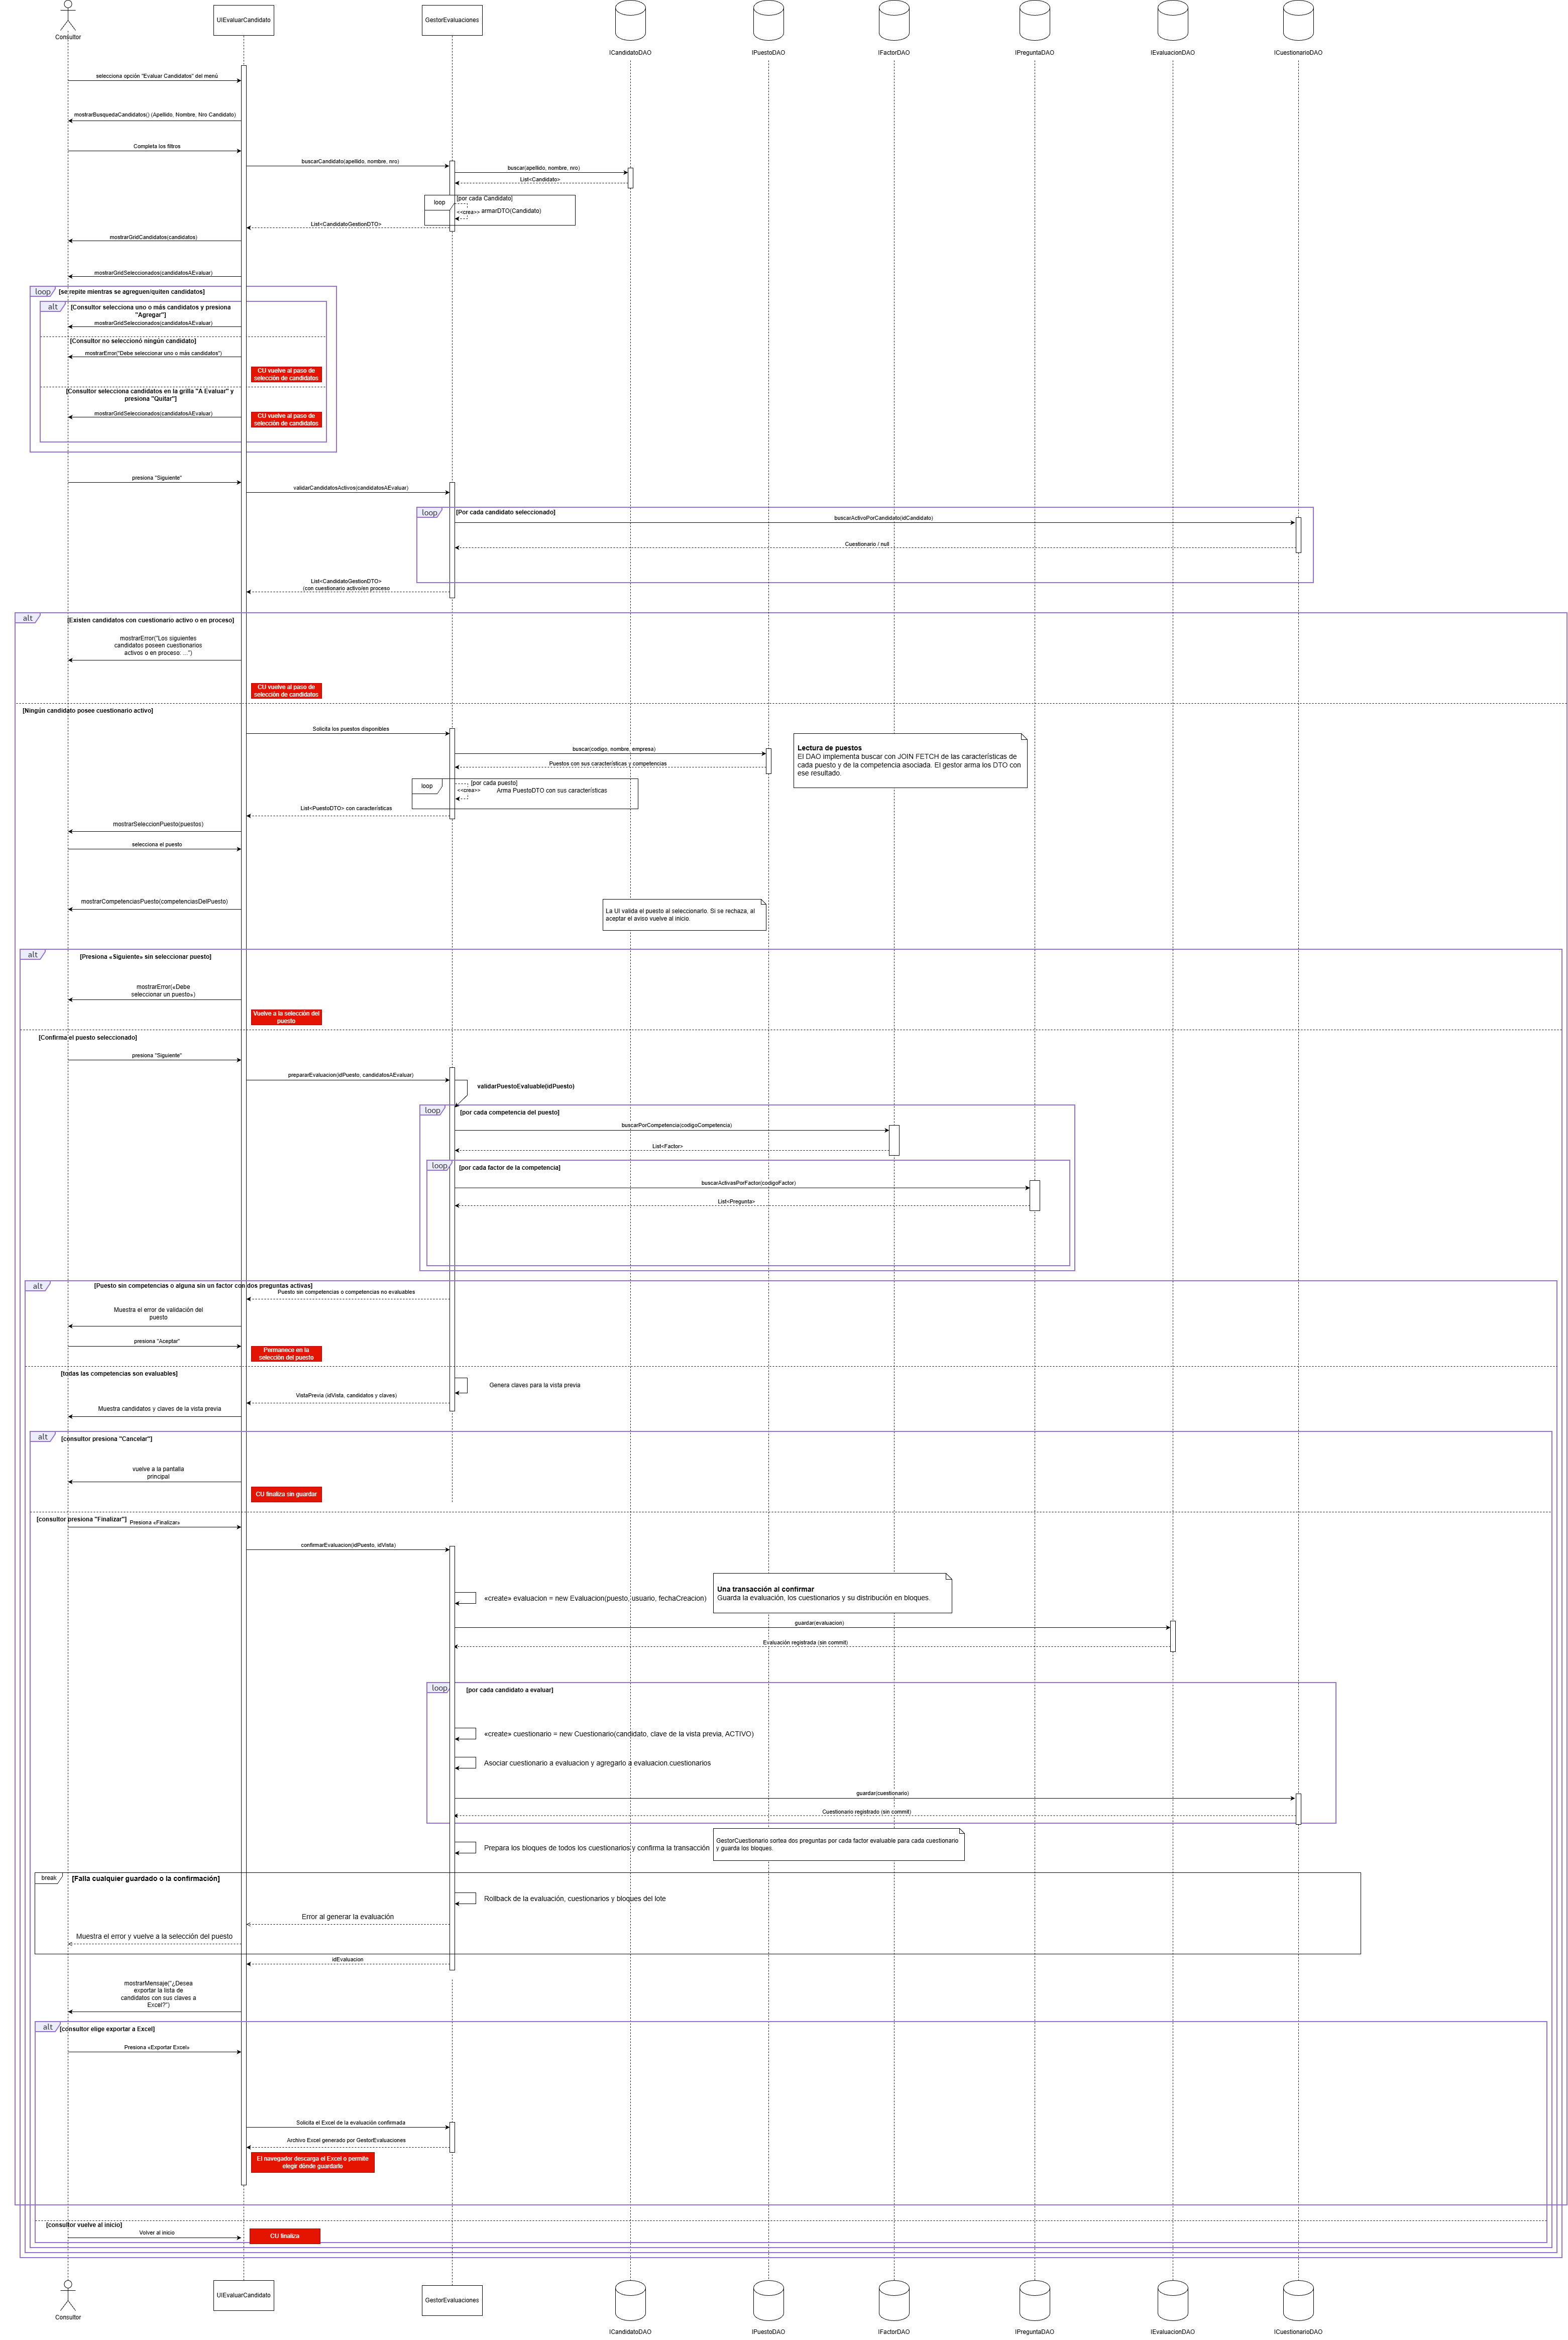 Consultor
UIEvaluarCandidato
GestorEvaluaciones
ICandidatoDAO
IPuestoDAO
IFactorDAO
IPreguntaDAO
IEvaluacionDAO
ICuestionarioDAO
selecciona opción "Evaluar Candidatos" del menú
mostrarBusquedaCandidatos() (Apellido, Nombre, Nro Candidato)
Completa los filtros
buscarCandidato(apellido, nombre, nro)
buscar(apellido, nombre, nro)
List<Candidato>
loop
[por cada Candidato]
<<crea>> armarDTO(Candidato)
List<CandidatoGestionDTO>
mostrarGridCandidatos(candidatos)
mostrarGridSeleccionados(candidatosAEvaluar)
loop
[se repite mientras se agreguen/quiten candidatos]
alt
[Consultor selecciona uno o más candidatos y presiona
"Agregar"]
mostrarGridSeleccionados(candidatosAEvaluar)
[Consultor no seleccionó ningún candidato]
mostrarError("Debe seleccionar uno o más candidatos")
CU vuelve al paso de
selección de candidatos
[Consultor selecciona candidatos en la grilla "A Evaluar" y
presiona "Quitar"]
mostrarGridSeleccionados(candidatosAEvaluar)
CU vuelve al paso de
selección de candidatos
presiona "Siguiente"
validarCandidatosActivos(candidatosAEvaluar)
loop
[Por cada candidato seleccionado]
buscarActivoPorCandidato(idCandidato)
Cuestionario / null
List<CandidatoGestionDTO>
(con cuestionario activo/en proceso
alt
[Existen candidatos con cuestionario activo o en proceso]
mostrarError("Los siguientes
candidatos poseen cuestionarios
activos o en proceso: ...")
CU vuelve al paso de
selección de candidatos
[Ningún candidato posee cuestionario activo]
Solicita los puestos disponibles
buscar(codigo, nombre, empresa)
Puestos con sus características y competencias
Lectura de puestos
El DAO implementa buscar con JOIN FETCH de las características de
cada puesto y de la competencia asociada. El gestor arma los DTO con
ese resultado.
loop
[por cada puesto]
<<crea>> Arma PuestoDTO con sus características
List<PuestoDTO> con características
mostrarSeleccionPuesto(puestos)
selecciona el puesto
mostrarCompetenciasPuesto(competenciasDelPuesto)
La UI valida el puesto al seleccionarlo. Si se rechaza, al
aceptar el aviso vuelve al inicio.
alt
[Presiona «Siguiente» sin seleccionar puesto]
mostrarError(«Debe
seleccionar un puesto»)
Vuelve a la selección del
puesto
[Confirma el puesto seleccionado]
presiona "Siguiente"
prepararEvaluacion(idPuesto, candidatosAEvaluar)
validarPuestoEvaluable(idPuesto)
loop
[por cada competencia del puesto]
buscarPorCompetencia(codigoCompetencia)
List<Factor>
loop
[por cada factor de la competencia]
buscarActivasPorFactor(codigoFactor)
List<Pregunta>
alt
[Puesto sin competencias o alguna sin un factor con dos preguntas activas]
Puesto sin competencias o competencias no evaluables
Muestra el error de validación del
puesto
presiona "Aceptar"
Permanece en la
selección del puesto
[todas las competencias son evaluables]
Genera claves para la vista previa
VistaPrevia (idVista, candidatos y claves)
Muestra candidatos y claves de la vista previa
alt
[consultor presiona "Cancelar"]
vuelve a la pantalla
principal
CU finaliza sin guardar
[consultor presiona "Finalizar"]
Presiona «Finalizar»
confirmarEvaluacion(idPuesto, idVista)
Una transacción al confirmar
Guarda la evaluación, los cuestionarios y su distribución en bloques.
«create» evaluacion = new Evaluacion(puesto, usuario, fechaCreacion)
guardar(evaluacion)
Evaluación registrada (sin commit)
loop
[por cada candidato a evaluar]
«create» cuestionario = new Cuestionario(candidato, clave de la vista previa, ACTIVO)
Asociar cuestionario a evaluacion y agregarlo a evaluacion.cuestionarios
guardar(cuestionario)
Cuestionario registrado (sin commit)
GestorCuestionario sortea dos preguntas por cada factor evaluable para cada cuestionario
y guarda los bloques.
Prepara los bloques de todos los cuestionarios y confirma la transacción
break
[Falla cualquier guardado o la confirmación]
Rollback de la evaluación, cuestionarios y bloques del lote
Error al generar la evaluación
Muestra el error y vuelve a la selección del puesto
idEvaluacion
mostrarMensaje("¿Desea
exportar la lista de
candidatos con sus claves a
Excel?")
alt
[consultor elige exportar a Excel]
Presiona «Exportar Excel»
Solicita el Excel de la evaluación confirmada
Archivo Excel generado por GestorEvaluaciones
El navegador descarga el Excel o permite
elegir dónde guardarlo
[consultor vuelve al inicio]
Volver al inicio
CU finaliza
Consultor
UIEvaluarCandidato
GestorEvaluaciones
ICandidatoDAO
IPuestoDAO
IFactorDAO
IPreguntaDAO
IEvaluacionDAO
ICuestionarioDAO